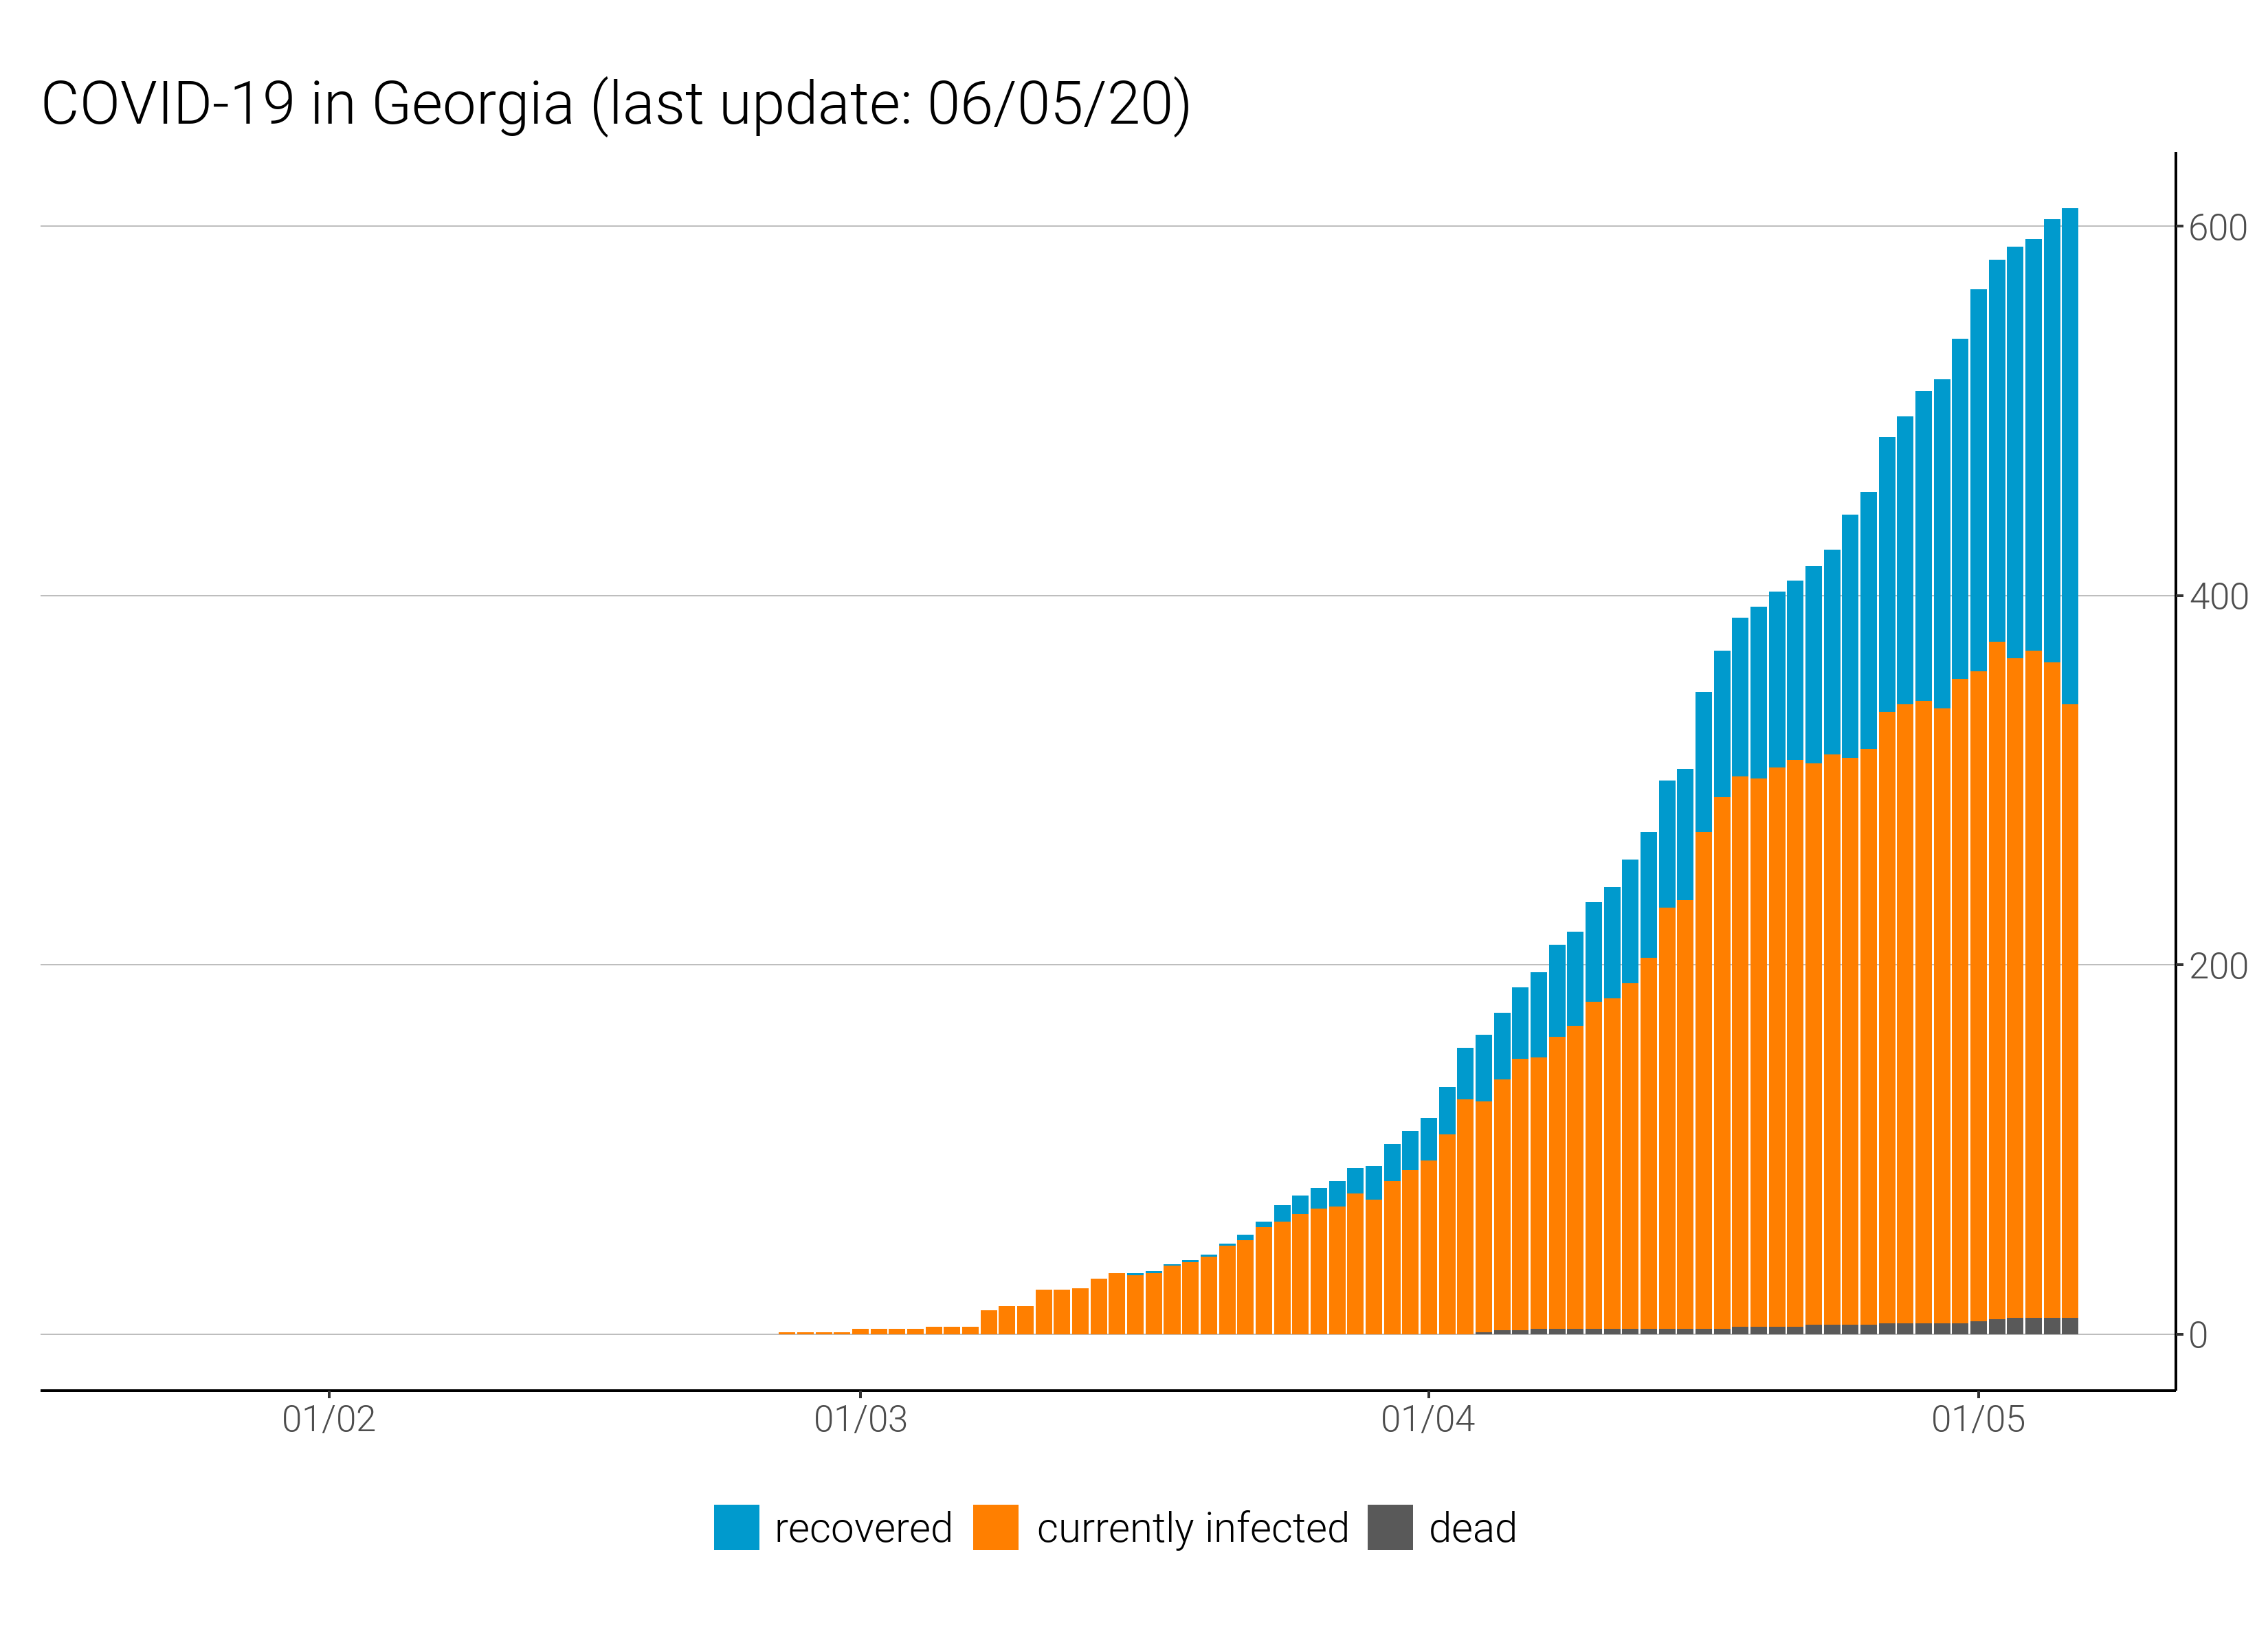 COVID-19 in Georgia (last update: 06/05/20)
600
400
200
0
01/02 01/03 01/04 01/05
recovered currently infected dead